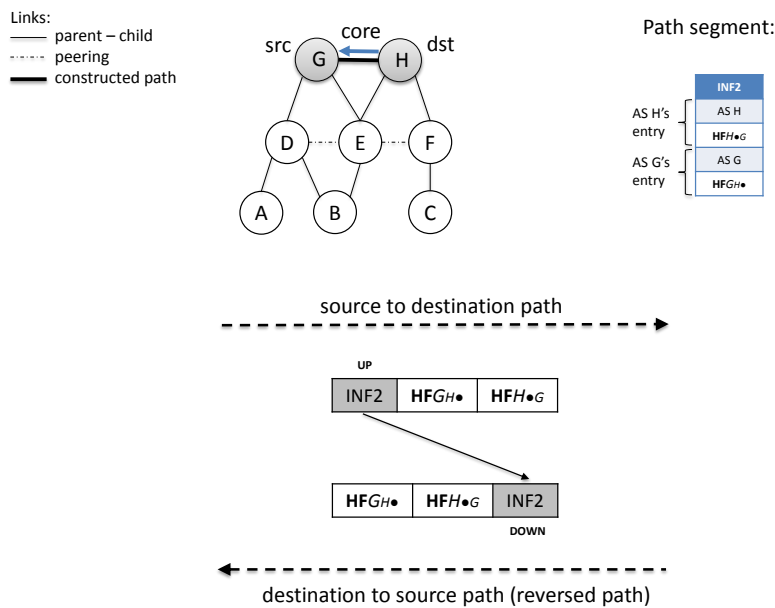 Links:
parent – child
peering
constructed path
src
core
dst
G
H
D
E
F
A
B
C
Path segment:
INF2
AS H's entry
AS H
HFH●G
AS G's entry
AS G
HFGH●
source to destination path
UP
INF2 HFGH● HFH●G
HFGH● HFH●G INF2
DOWN
destination to source path (reversed path)